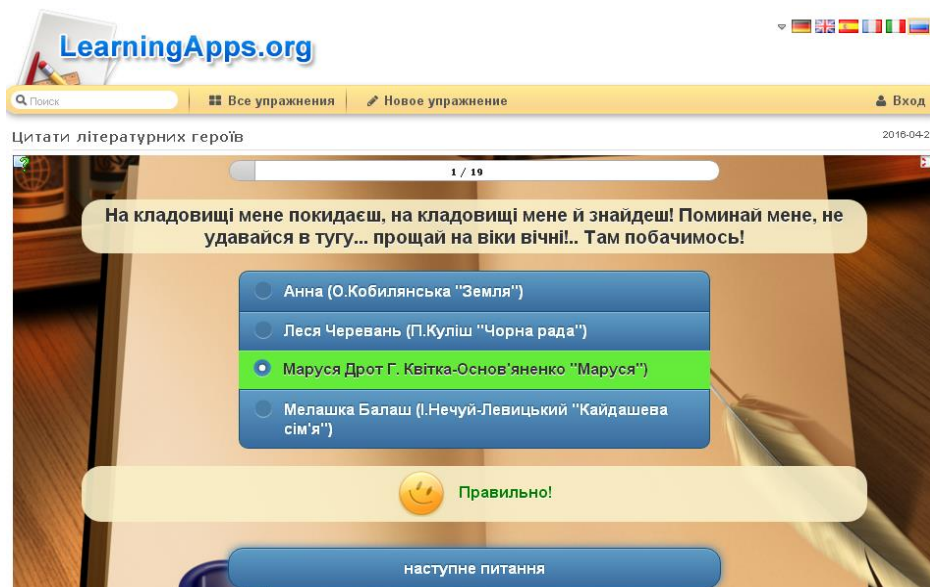 LearningApps.org
Поиск
Все упражнения
Новое упражнение
Вход
Цитати літературних героїв
2016-04-2
1 / 19
На кладовищі мене покидаєш, на кладовищі мене й знайдеш! Поминай мене, не
удавайся в тугу... прощай на віки вічні!.. Там побачимось!
Анна (О.Кобилянська "Земля")
Леся Черевань (П.Куліш "Чорна рада")
Маруся Дрот Г. Квітка-Основ'яненко "Маруся")
Мелашка Балаш (І.Нечуй-Левицький "Кайдашева
сім'я")
Правильно!
наступне питання